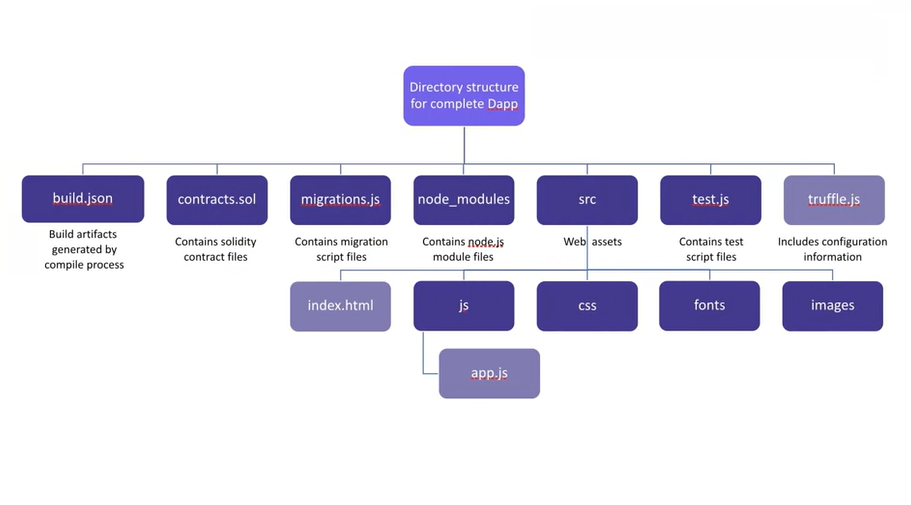 Directory structure
for complete Dapp
build.json
contracts.sol
migrations.js
node_modules
src
test.js
truffle.js
Build artifacts
generated by
compile process
Contains solidity
contract files
Contains migration
script files
Contains node.js
module files
Web assets
Contains test
script files
Includes configuration
information
index.html
js
css
fonts
images
app.js